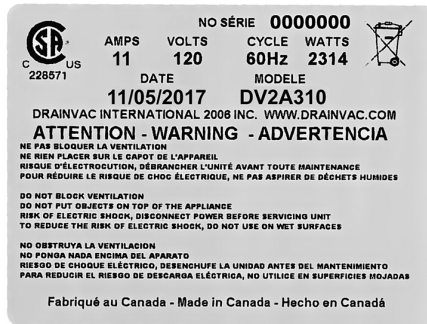 NO SÉRIE 0000000
AMPS VOLTS CYCLE WATTS
11 120 60Hz 2314
C SA US
228571
DATE MODELE
11/05/2017 DV2A310
DRAINVAC INTERNATIONAL 2006 INC. WWW.DRAINVAC.COM
ATTENTION - WARNING - ADVERTENCIA
NE PAS BLOQUER LA VENTILATION
NE RIEN PLACER SUR LE CAPOT DE L'APPAREIL
RISQUE D'ÉLECTROCUTION, DÉBRANCHER L'UNITÉ AVANT TOUTE MAINTENANCE
POUR RÉDUIRE LE RISQUE DE CHOC ÉLECTRIQUE, NE PAS ASPIRER DE DÉCHETS HUMIDES
DO NOT BLOCK VENTILATION
DO NOT PUT OBJECTS ON TOP OF THE APPLIANCE
RISK OF ELECTRIC SHOCK, DISCONNECT POWER BEFORE SERVICING UNIT
TO REDUCE THE RISK OF ELECTRIC SHOCK, DO NOT USE ON WET SURFACES
NO OBSTRUYA LA VENTILACION
NO PONGA NADA ENCIMA DEL APARATO
RIESGO DE CHOQUE ELÉCTRICO, DESENCHUFE LA UNIDAD ANTES DEL MANTENIMIENTO
PARA REDUCIR EL RIESGO DE DESCARGA ELÉCTRICA, NO UTILICE EN SUPERFICIES MOJADAS
Fabriqué au Canada - Made in Canada - Hecho en Canadá